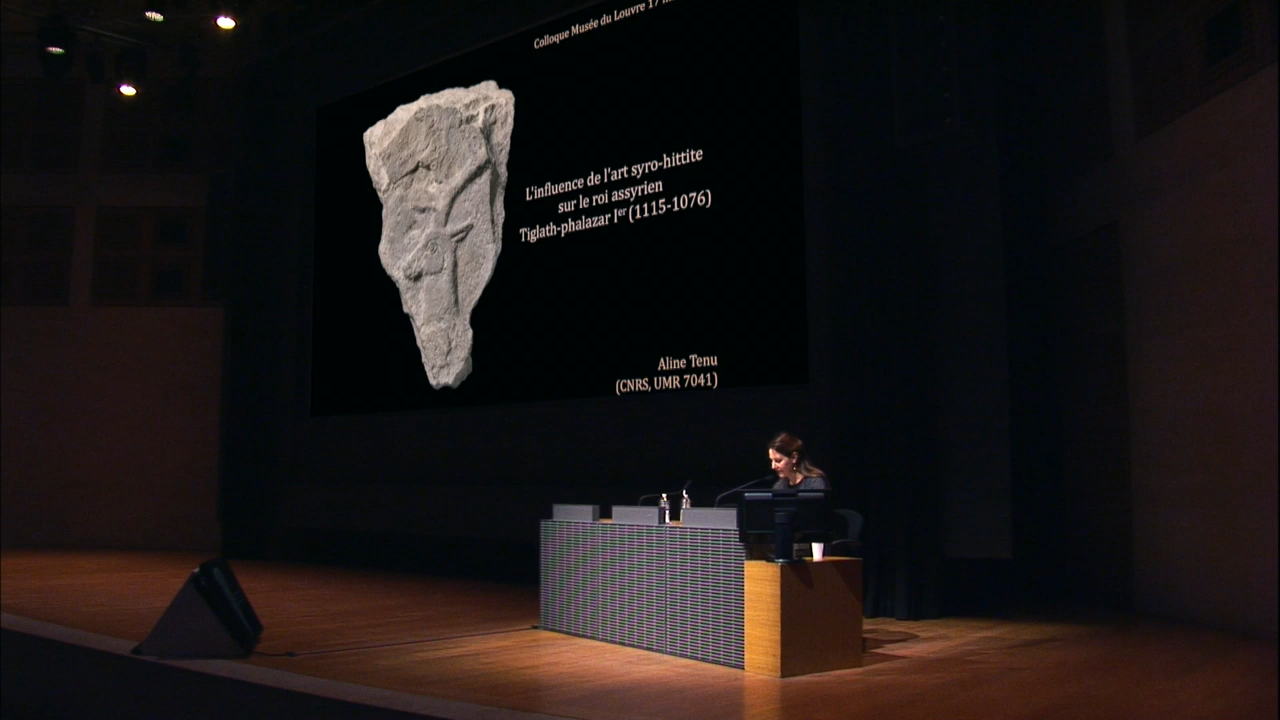 Colloque Musée du Louvre 17
L'influence de l'art syro-hittite
sur le roi assyrien
Tiglath-phalazar Ier (1115-1076)
Aline Tenu
(CNRS, UMR 7041)